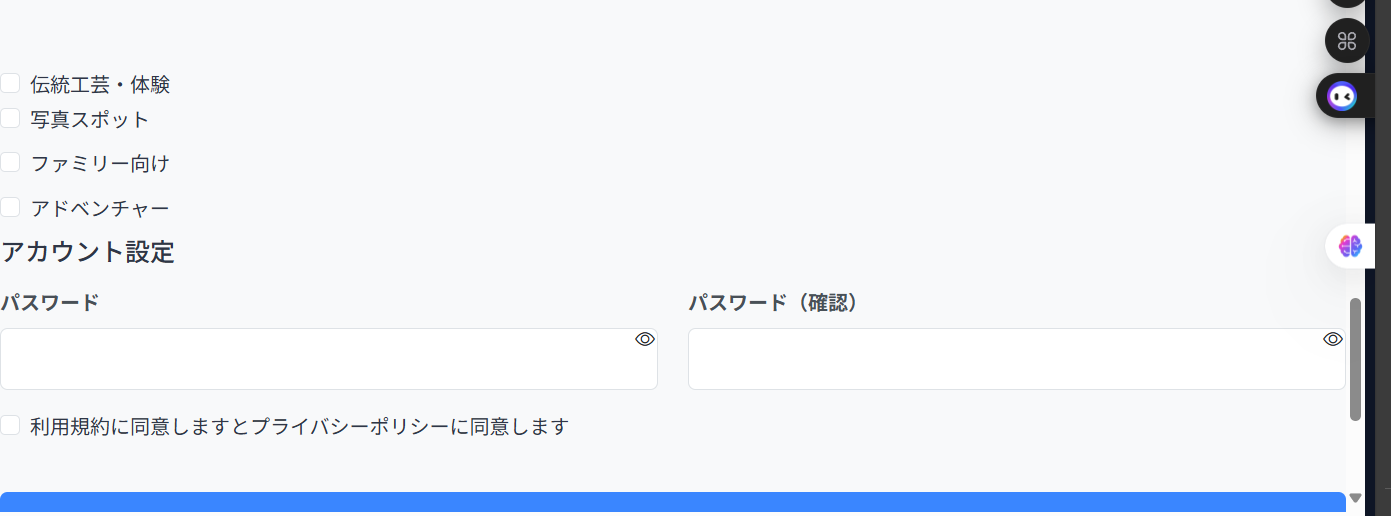 伝統工芸・体験
写真スポット
ファミリー向け
アドベンチャー
アカウント設定
パスワード
パスワード（確認）
利用規約に同意しますとプライバシーポリシーに同意します